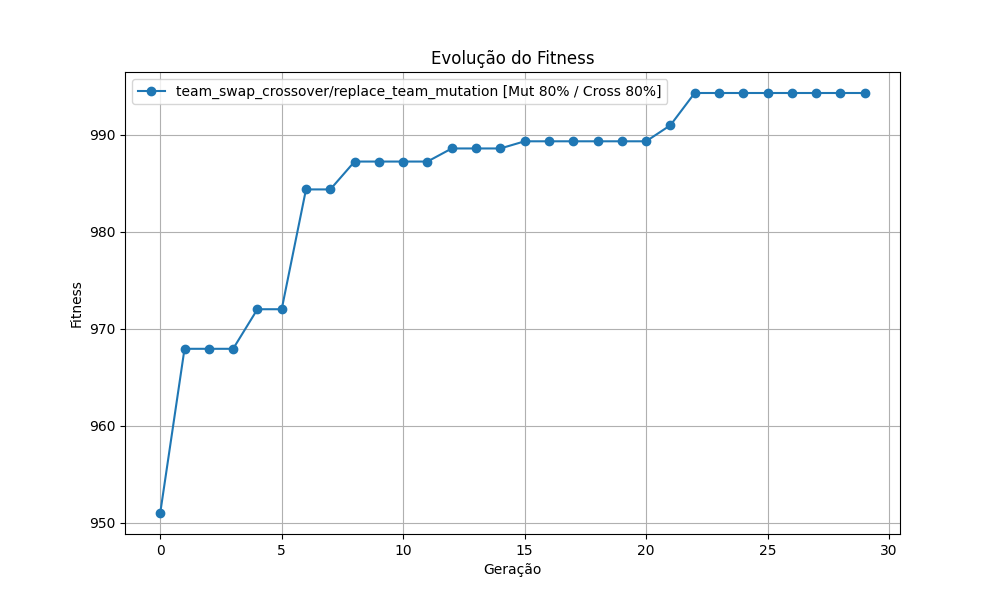 Evolução do Fitness
team_swap_crossover/replace_team_mutation [Mut 80% / Cross 80%]
Fitness
990
980
970
960
950
0 5 10 15 20 25 30
Geração